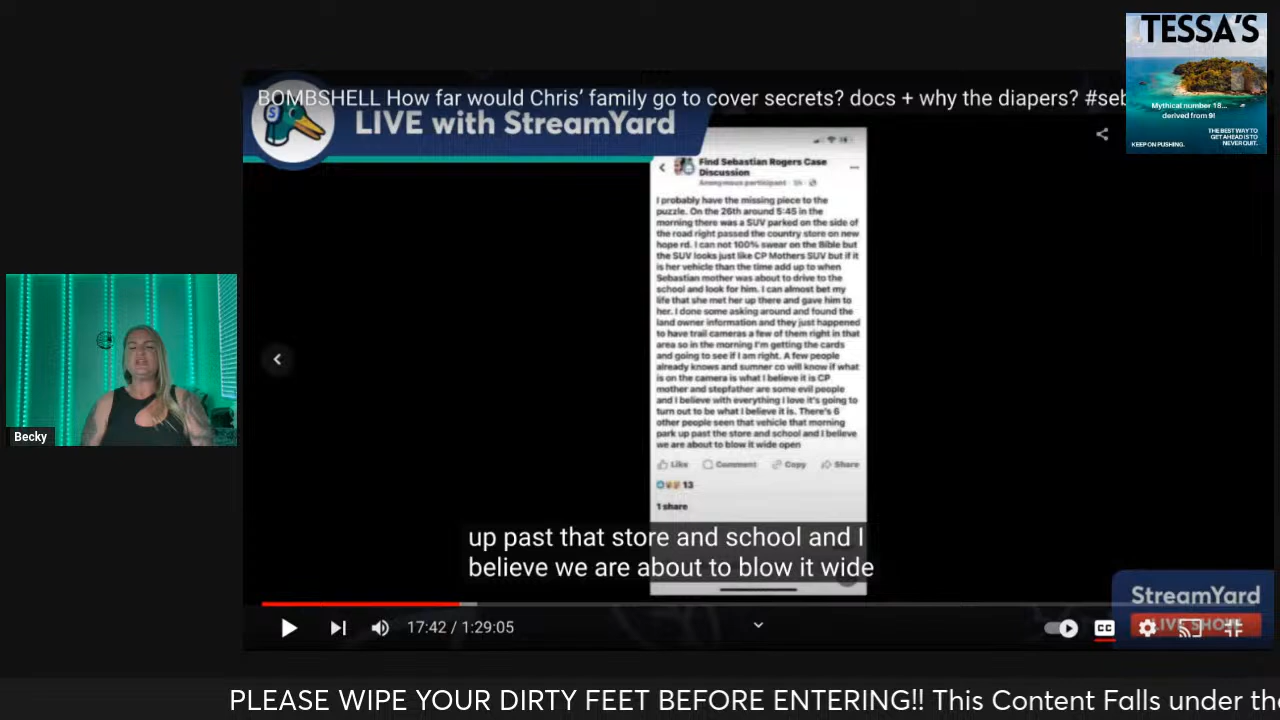 TESSA'S
Mythical number 18...
derived from 9!
THE BEST WAY TO
GET AHEAD IS TO
NEVER QUIT.
KEEP ON PUSHING.
BOMBSHELL How far would Chris' family go to cover secrets? docs + why the diapers? #seb
LIVE with StreamYard
Find Sebastian Rogers Case
Discussion
Anonymous participant
I probably have the missing piece to the
puzzle. On the 26th around 5:45 in the
morning there was a SUV parked on the side of
the road right passed the country store on new
hope rd. I can not 100% swear on the Bible but
the SUV looks just like CP Mothers SUV but if it
is her vehicle than the time add up to when
Sebastian mother was about to drive to the
school and look for him. I can almost bet my
life that she met her up there and gave him to
her. I done some asking around and found the
land owner information and they just happened
to have trail cameras a few of them right in that
area so in the morning I'm getting the cards
and going to see if I am right. A few people
already knows and sumner co will know if what
is on the camera is what I believe it is CP
mother and stepfather are some evil people
and I believe with everything I love it's going to
turn out to be what I believe it is. There's 6
other people seen that vehicle that morning
park up past the store and school and I believe
we are about to blow it wide open
Like Comment Copy Share
13
1 share
up past that store and school and I
believe we are about to blow it wide
Becky
StreamYard
LIVE SHOW
17:42 / 1:29:05
CC
PLEASE WIPE YOUR DIRTY FEET BEFORE ENTERING!! This Content Falls under the